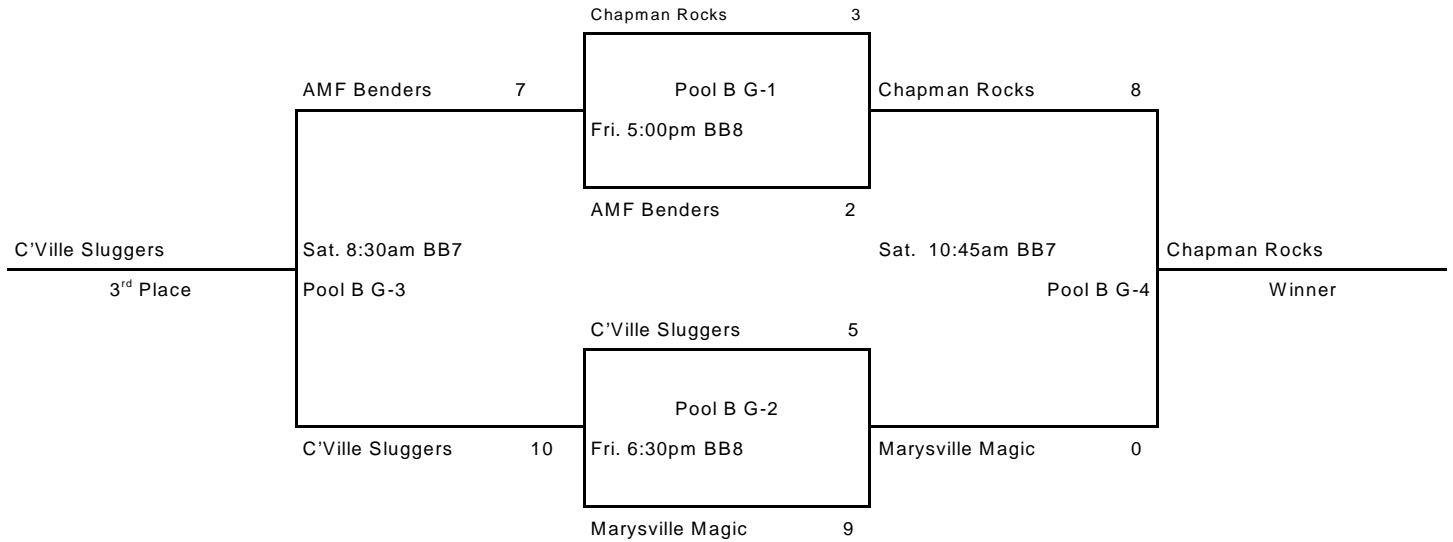 Chapman Rocks 3
AMF Benders 7 Pool B G-1 Chapman Rocks 8
Fri. 5:00pm BB8
AMF Benders 2
C'Ville Sluggers Sat. 8:30am BB7 Sat. 10:45am BB7 Chapman Rocks
3rd Place Pool B G-3 Pool B G-4 Winner
C'Ville Sluggers 5
Pool B G-2
C'Ville Sluggers 10 Fri. 6:30pm BB8 Marysville Magic 0
Marysville Magic 9